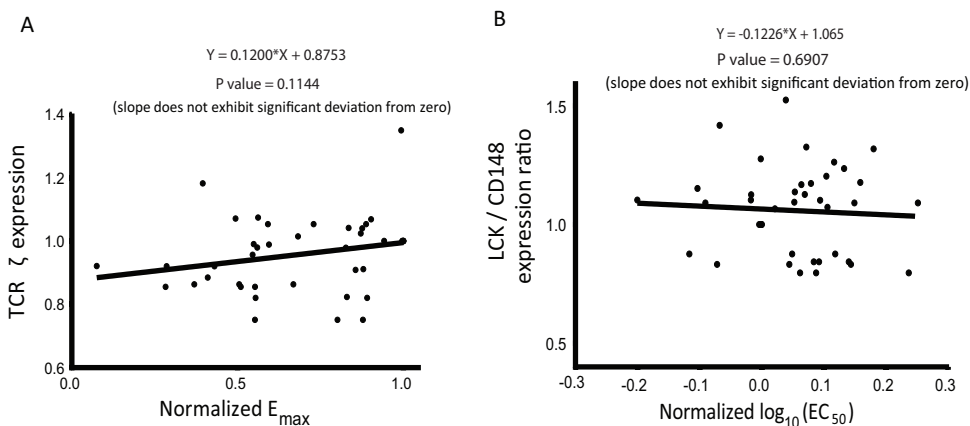 A
Y = 0.1200*X + 0.8753
P value = 0.1144
(slope does not exhibit significant deviation from zero)
TCR ζ expression
1.4
1.2
1.0
0.8
0.6
0.0
0.5
1.0
Normalized Emax
B
Y = -0.1226*X + 1.065
P value = 0.6907
(slope does not exhibit significant deviation from zero)
LCK / CD148
expression ratio
1.5
1.0
0.5
-0.3
-0.2
-0.1
0.0
0.1
0.2
0.3
Normalized log10(EC50)